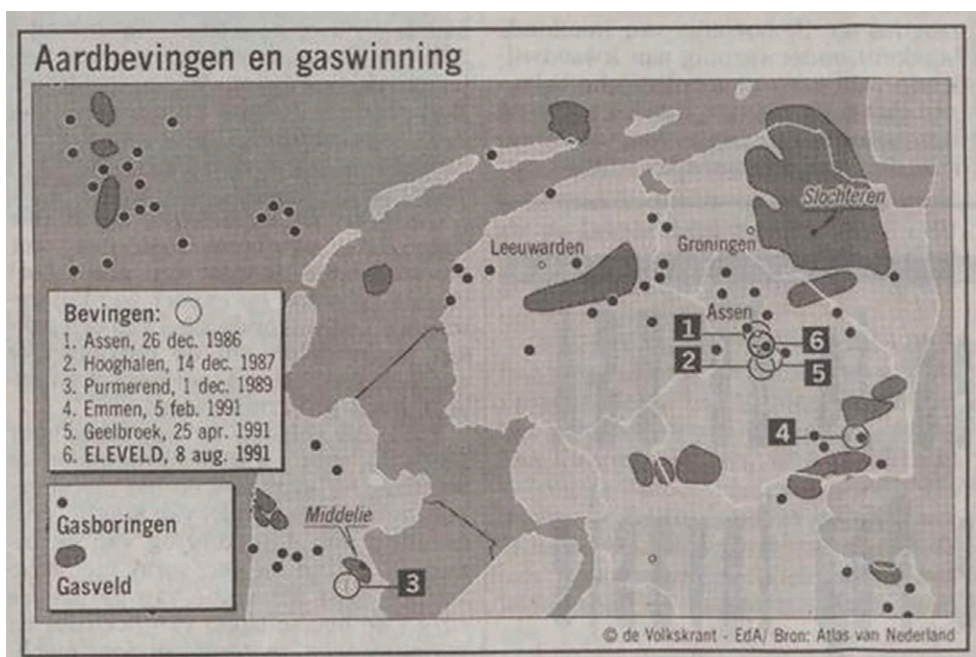 Aardbevingen en gaswinning
Slochteren
Leeuwarden
Groningen
Bevingen:
1. Assen, 26 dec. 1986
2. Hooghalen, 14 dec. 1987
3. Purmerend, 1 dec. 1989
4. Emmen, 5 feb. 1991
5. Geelbroek, 25 apr. 1991
6. ELEVELD, 8 aug. 1991
Assen
1
6
2
5
4
Gasboringen
Gasveld
Middelie
3
© de Volkskrant - EdA/ Bron: Atlas van Nederland